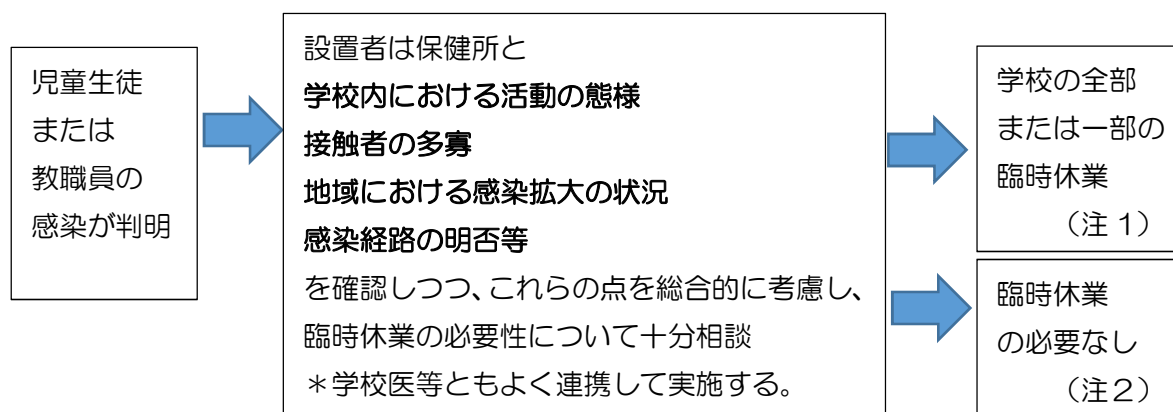 児童生徒
または
教職員の
感染が判明
設置者は保健所と
学校内における活動の態様
接触者の多寡
地域における感染拡大の状況
感染経路の明否等
を確認しつつ、これらの点を総合的に考慮し、
臨時休業の必要性について十分相談
＊学校医等ともよく連携して実施する。
学校の全部
または一部の
臨時休業
（注 1）
臨時休業
の必要なし
（注２）